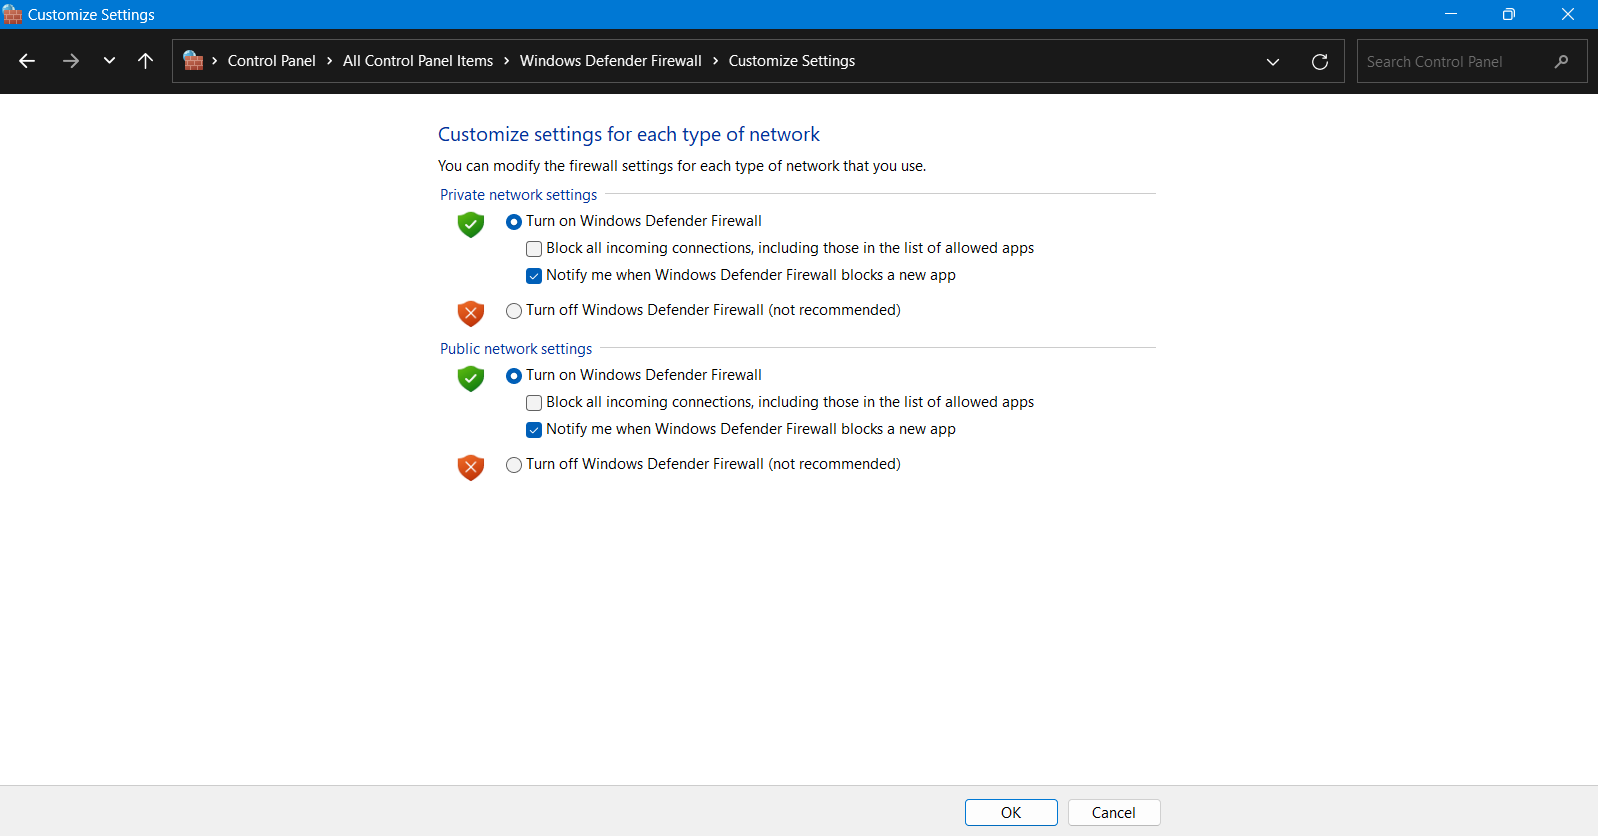 Customize Settings
Control Panel > All Control Panel Items > Windows Defender Firewall > Customize Settings
Search Control Panel
Customize settings for each type of network
You can modify the firewall settings for each type of network that you use.
Private network settings
Turn on Windows Defender Firewall
Block all incoming connections, including those in the list of allowed apps
Notify me when Windows Defender Firewall blocks a new app
Turn off Windows Defender Firewall (not recommended)
Public network settings
Turn on Windows Defender Firewall
Block all incoming connections, including those in the list of allowed apps
Notify me when Windows Defender Firewall blocks a new app
Turn off Windows Defender Firewall (not recommended)
OK
Cancel